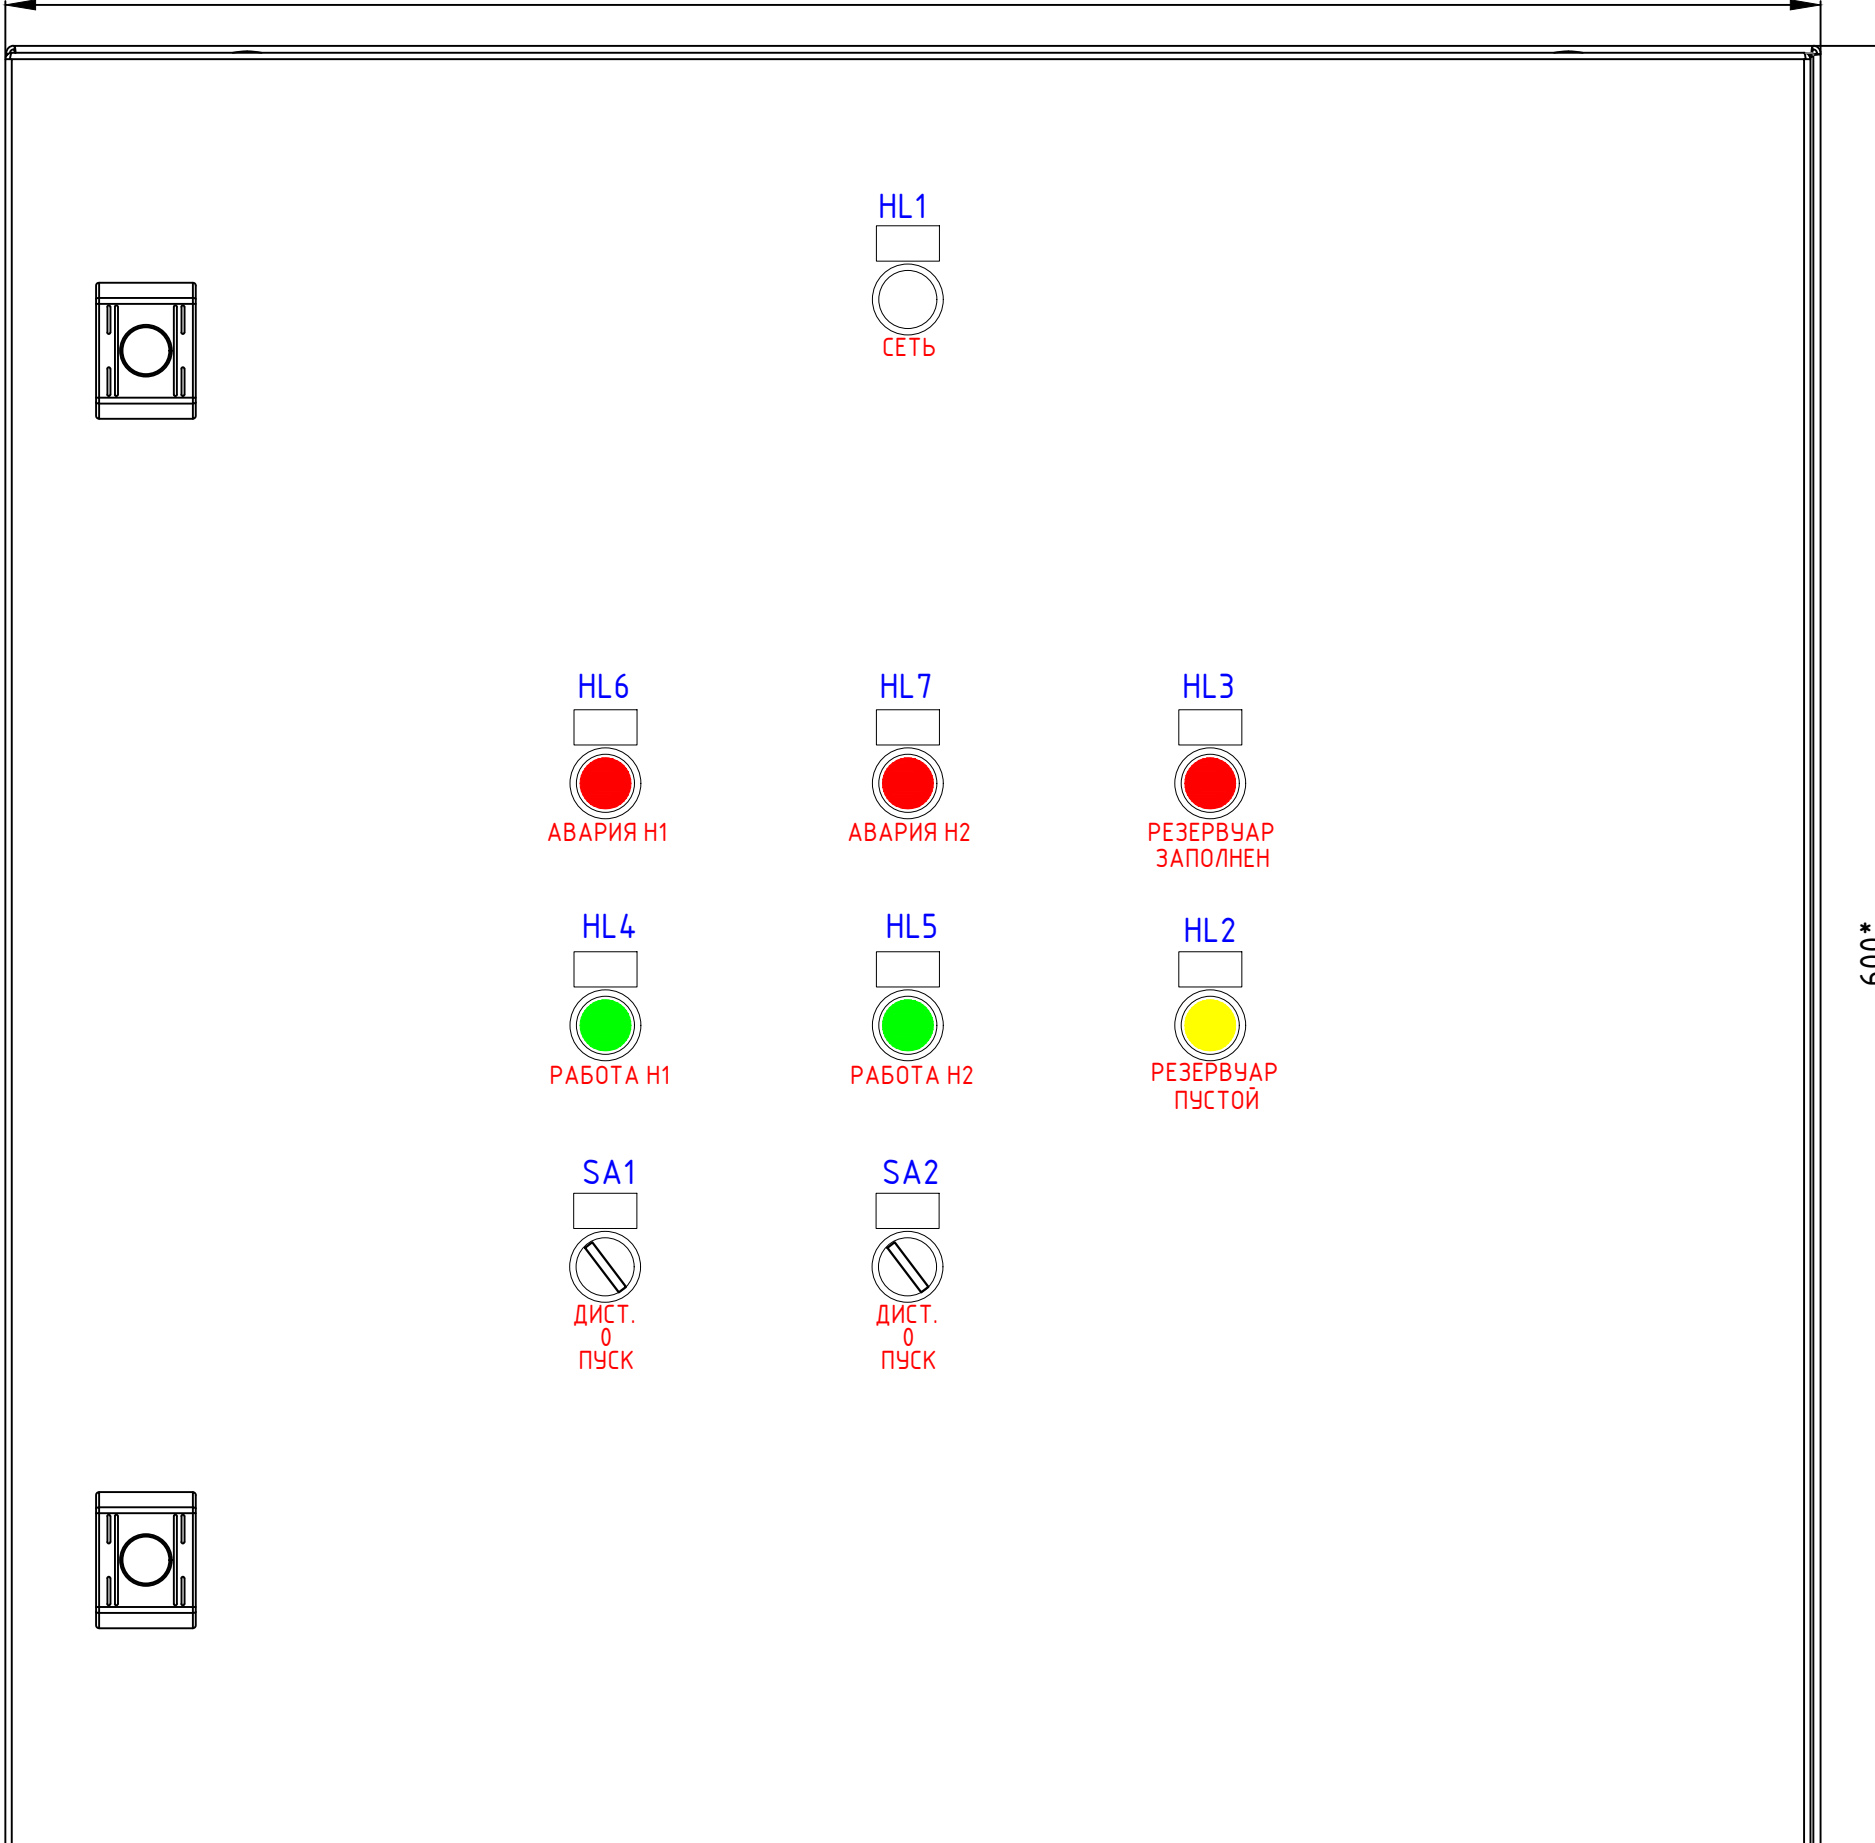 HL1
СЕТЬ
HL6
HL7
HL3
АВАРИЯ Н1
АВАРИЯ Н2
РЕЗЕРВУАР
ЗАПОЛНЕН
HL4
HL5
HL2
РАБОТА Н1
РАБОТА Н2
РЕЗЕРВУАР
ПУСТОЙ
SA1
SA2
ДИСТ.
0
ПУСК
ДИСТ.
0
ПУСК
600*